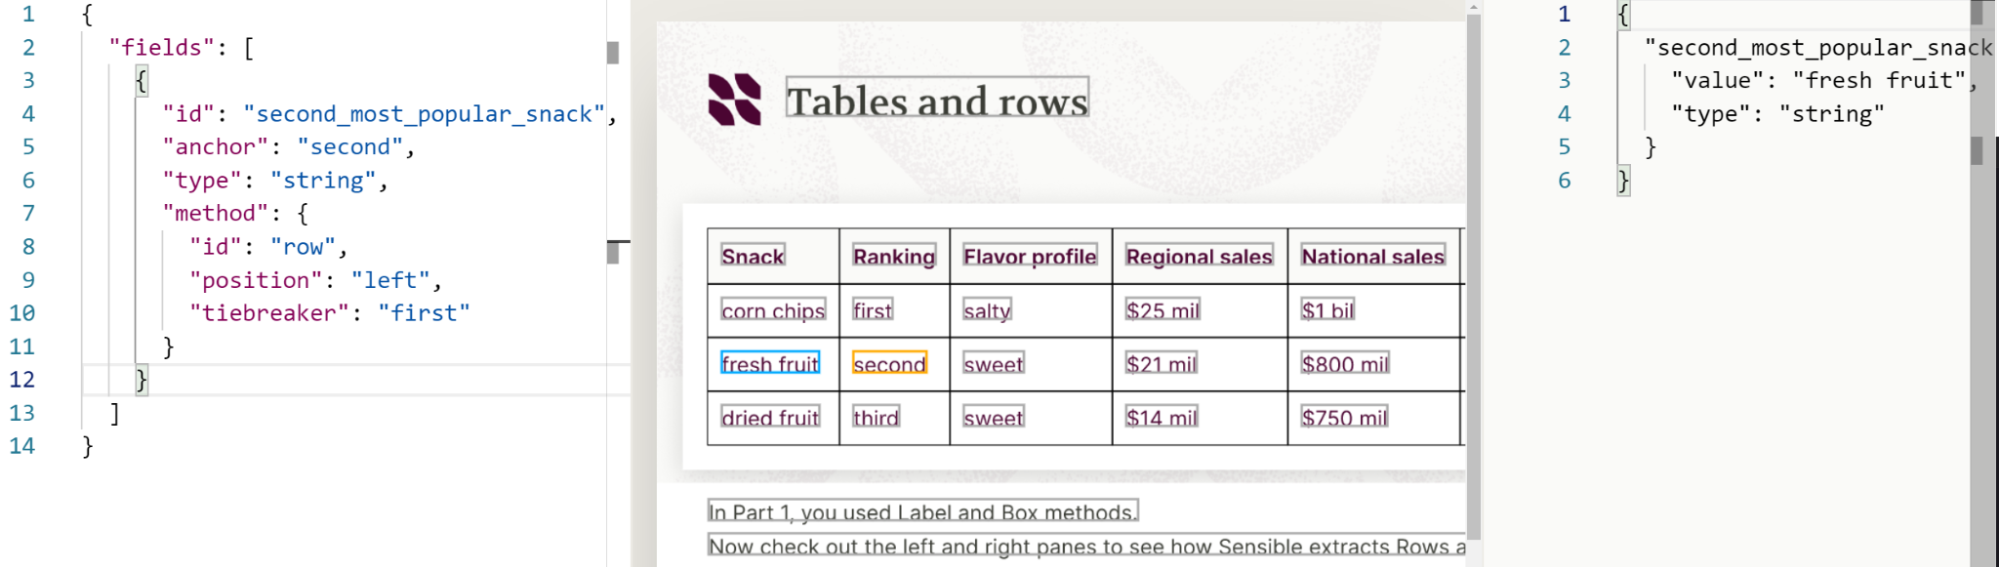 1 {
2 "fields": [
3 {
4 "id": "second_most_popular_snack",
5 "anchor": "second",
6 "type": "string",
7 "method": {
8 "id": "row",
9 "position": "left",
10 "tiebreaker": "first"
11 }
12 }
13 ]
14 }
Tables and rows
Snack Ranking Flavor profile Regional sales National sales
corn chips first salty $25 mil $1 bil
fresh fruit second sweet $21 mil $800 mil
dried fruit third sweet $14 mil $750 mil
In Part 1, you used Label and Box methods.
Now check out the left and right panes to see how Sensible extracts Rows a
1 {
2 "second_most_popular_snack
3 "value": "fresh fruit",
4 "type": "string"
5 }
6 }